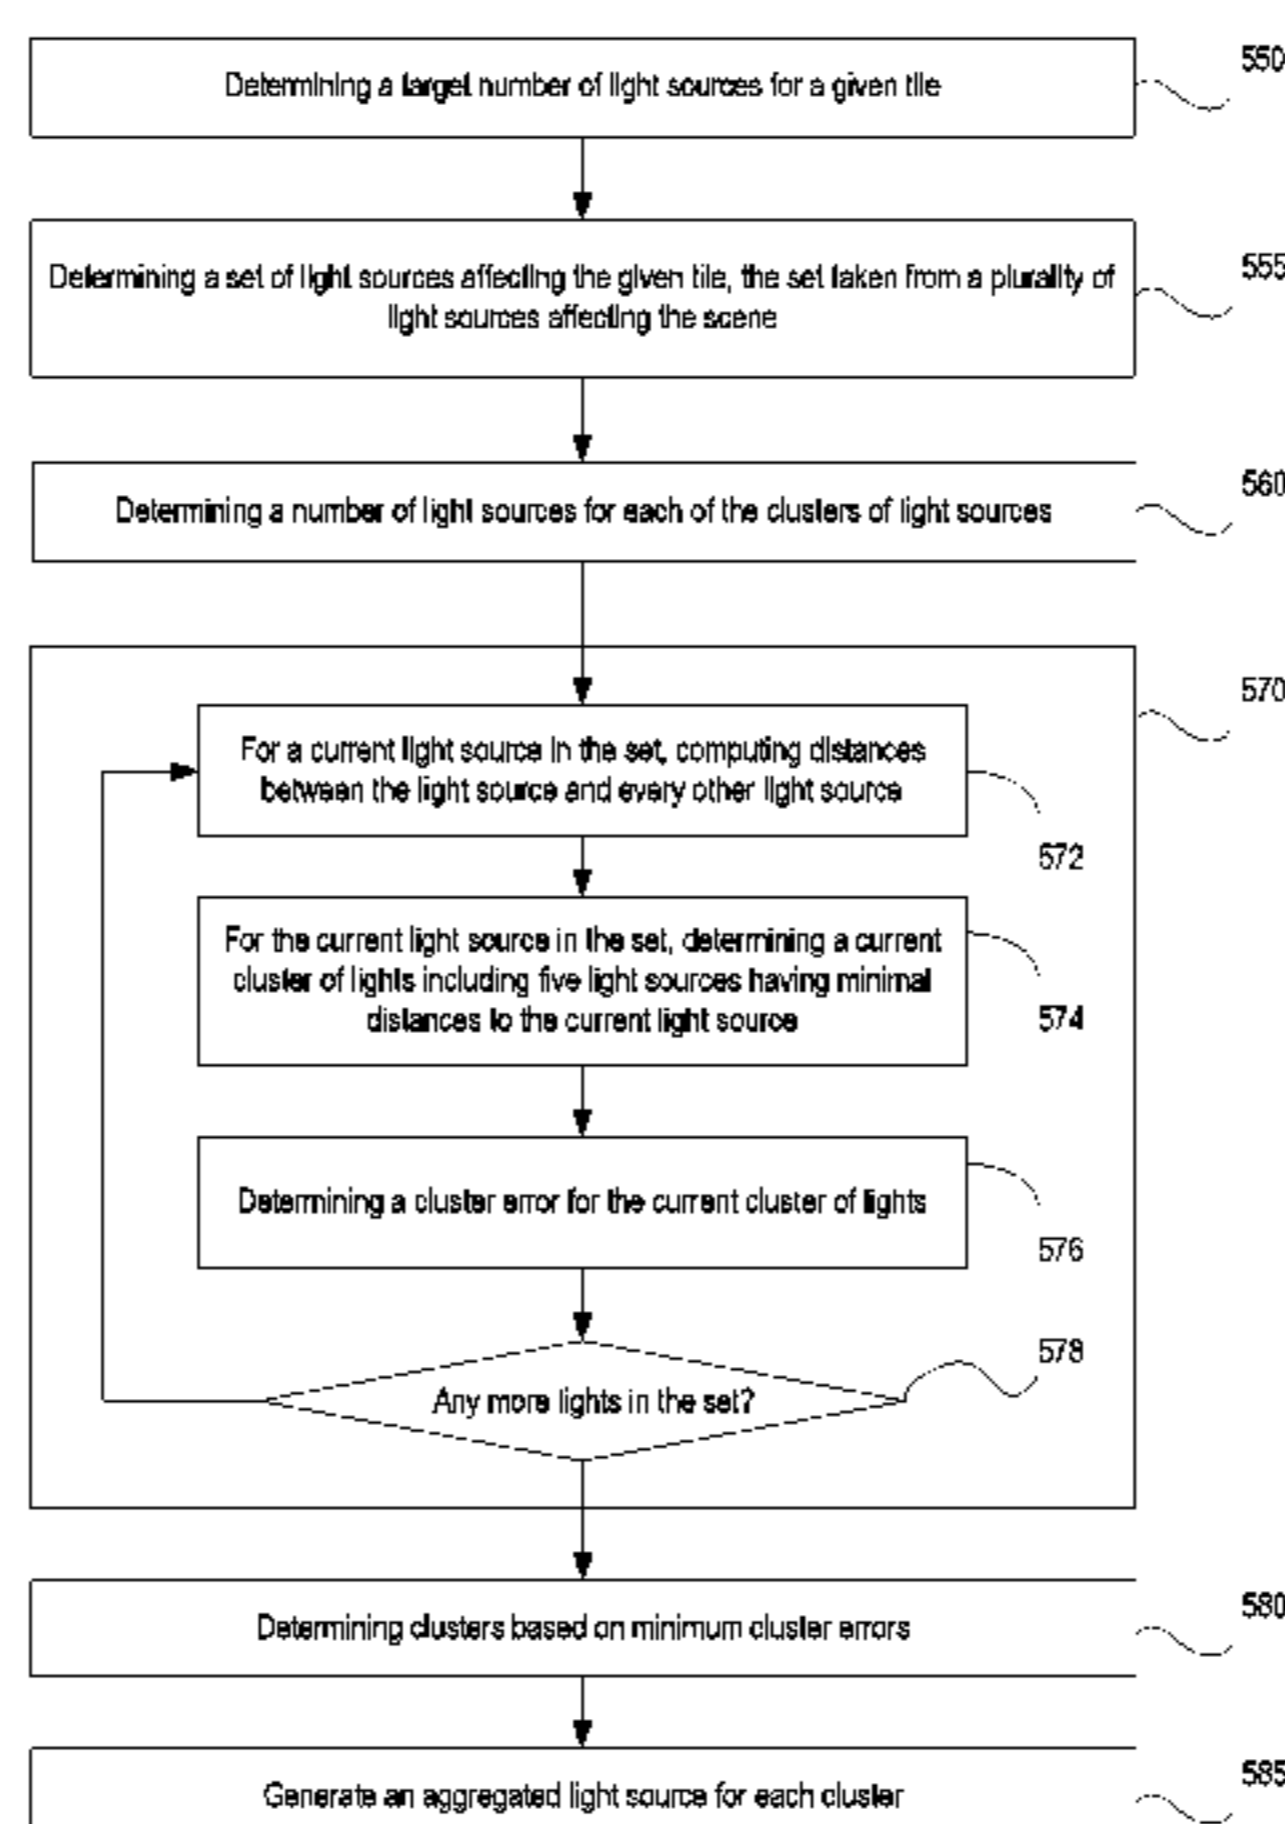 Determining a target number of light sources for a given tile
550
Determining a set of light sources affecting the given tile, the set taken from a plurality of
light sources affecting the scene
555
Determining a number of light sources for each of the clusters of light sources
560
570
For a current light source in the set, computing distances
between the light source and every other light source
572
For the current light source in the set, determining a current
cluster of lights including five light sources having minimal
distances to the current light source
574
Determining a cluster error for the current cluster of lights
576
Any more lights in the set?
578
Determining clusters based on minimum cluster errors
580
Generate an aggregated light source for each cluster
585